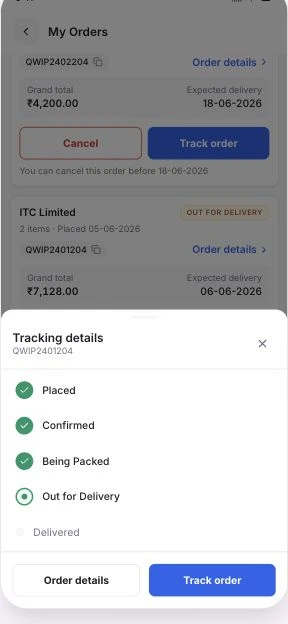 My Orders
QWIP2402204
Order details
Grand total
Expected delivery
₹4,200.00
18-06-2026
Cancel
Track order
You can cancel this order before 18-06-2026
ITC Limited
OUT FOR DELIVERY
2 items · Placed 05-06-2026
QWIP2401204
Order details
Grand total
Expected delivery
₹7,128.00
06-06-2026
Tracking details
QWIP2401204
Placed
Confirmed
Being Packed
Out for Delivery
Delivered
Order details
Track order